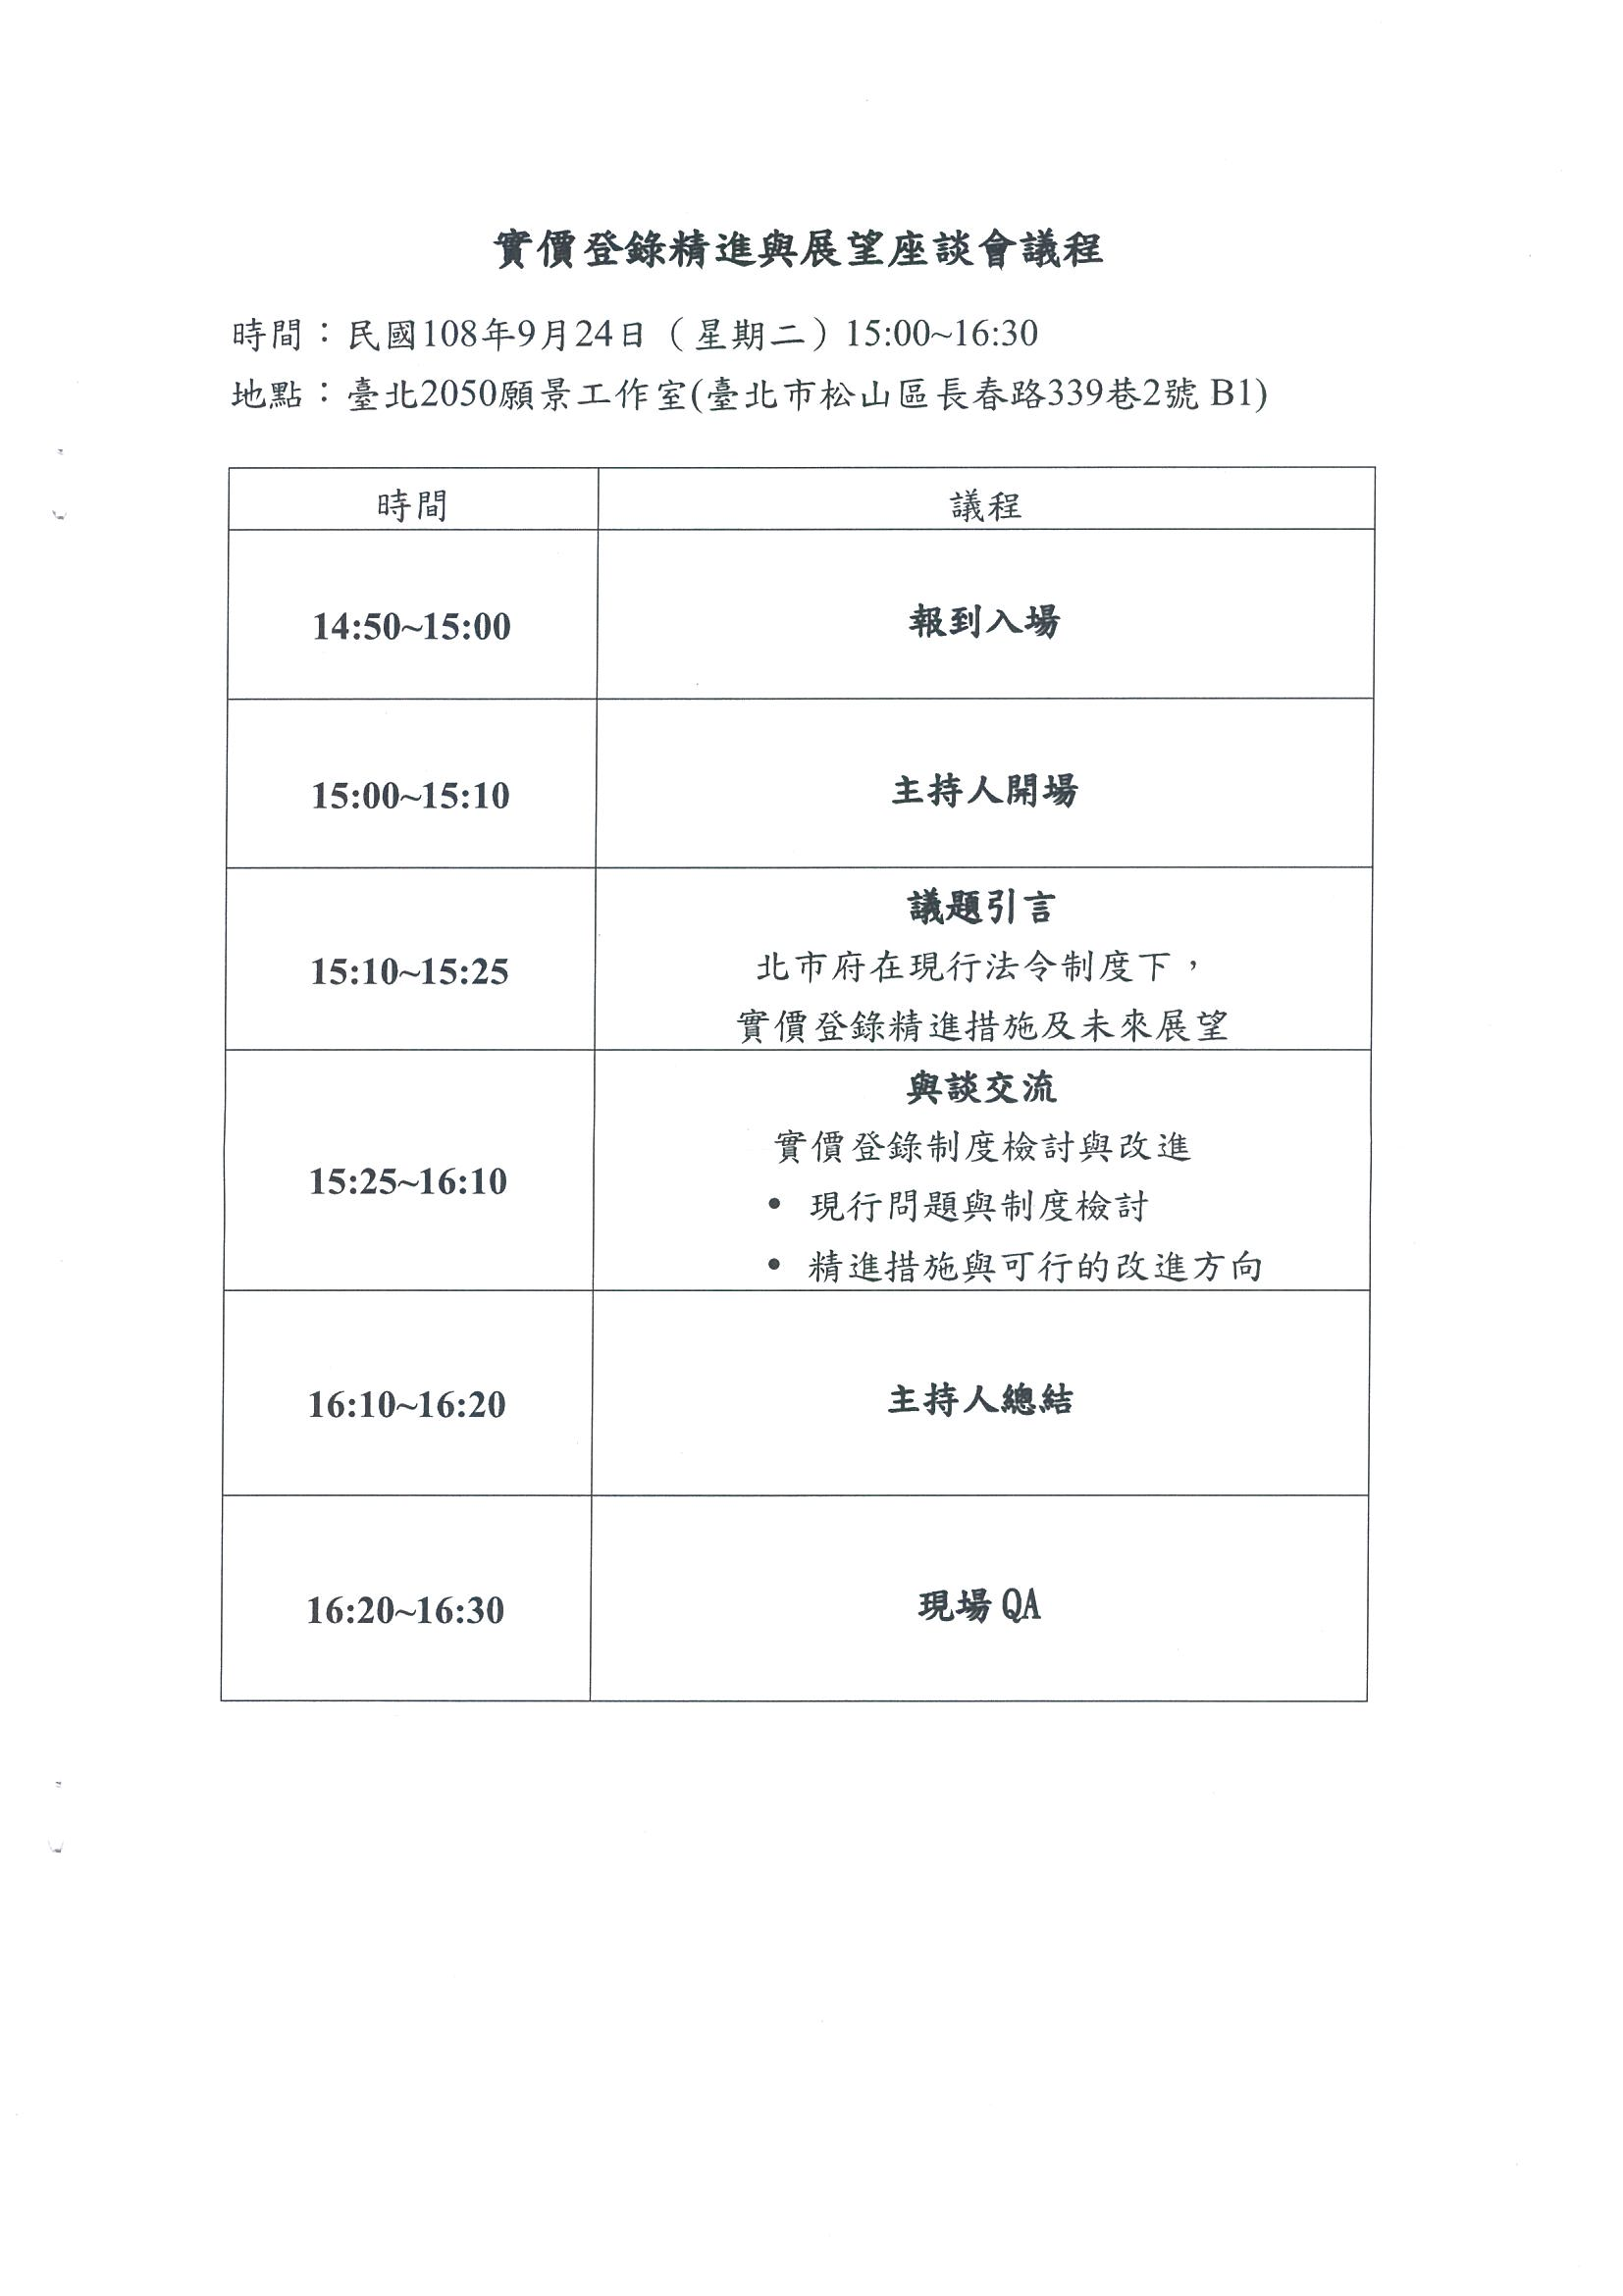 實價登錄精進與展望座談會議程
時間：民國108年9月24日（星期二）15:00~16:30
地點：臺北2050願景工作室(臺北市松山區長春路339巷2號 B1)
時間 議程
14:50~15:00 報到入場
15:00~15:10 主持人開場
議題引言
15:10~15:25 北市府在現行法令制度下，
實價登錄精進措施及未來展望
與談交流
實價登錄制度檢討與改進
15:25~16:10
• 現行問題與制度檢討
• 精進措施與可行的改進方向
16:10~16:20 主持人總結
16:20~16:30 現場 QA